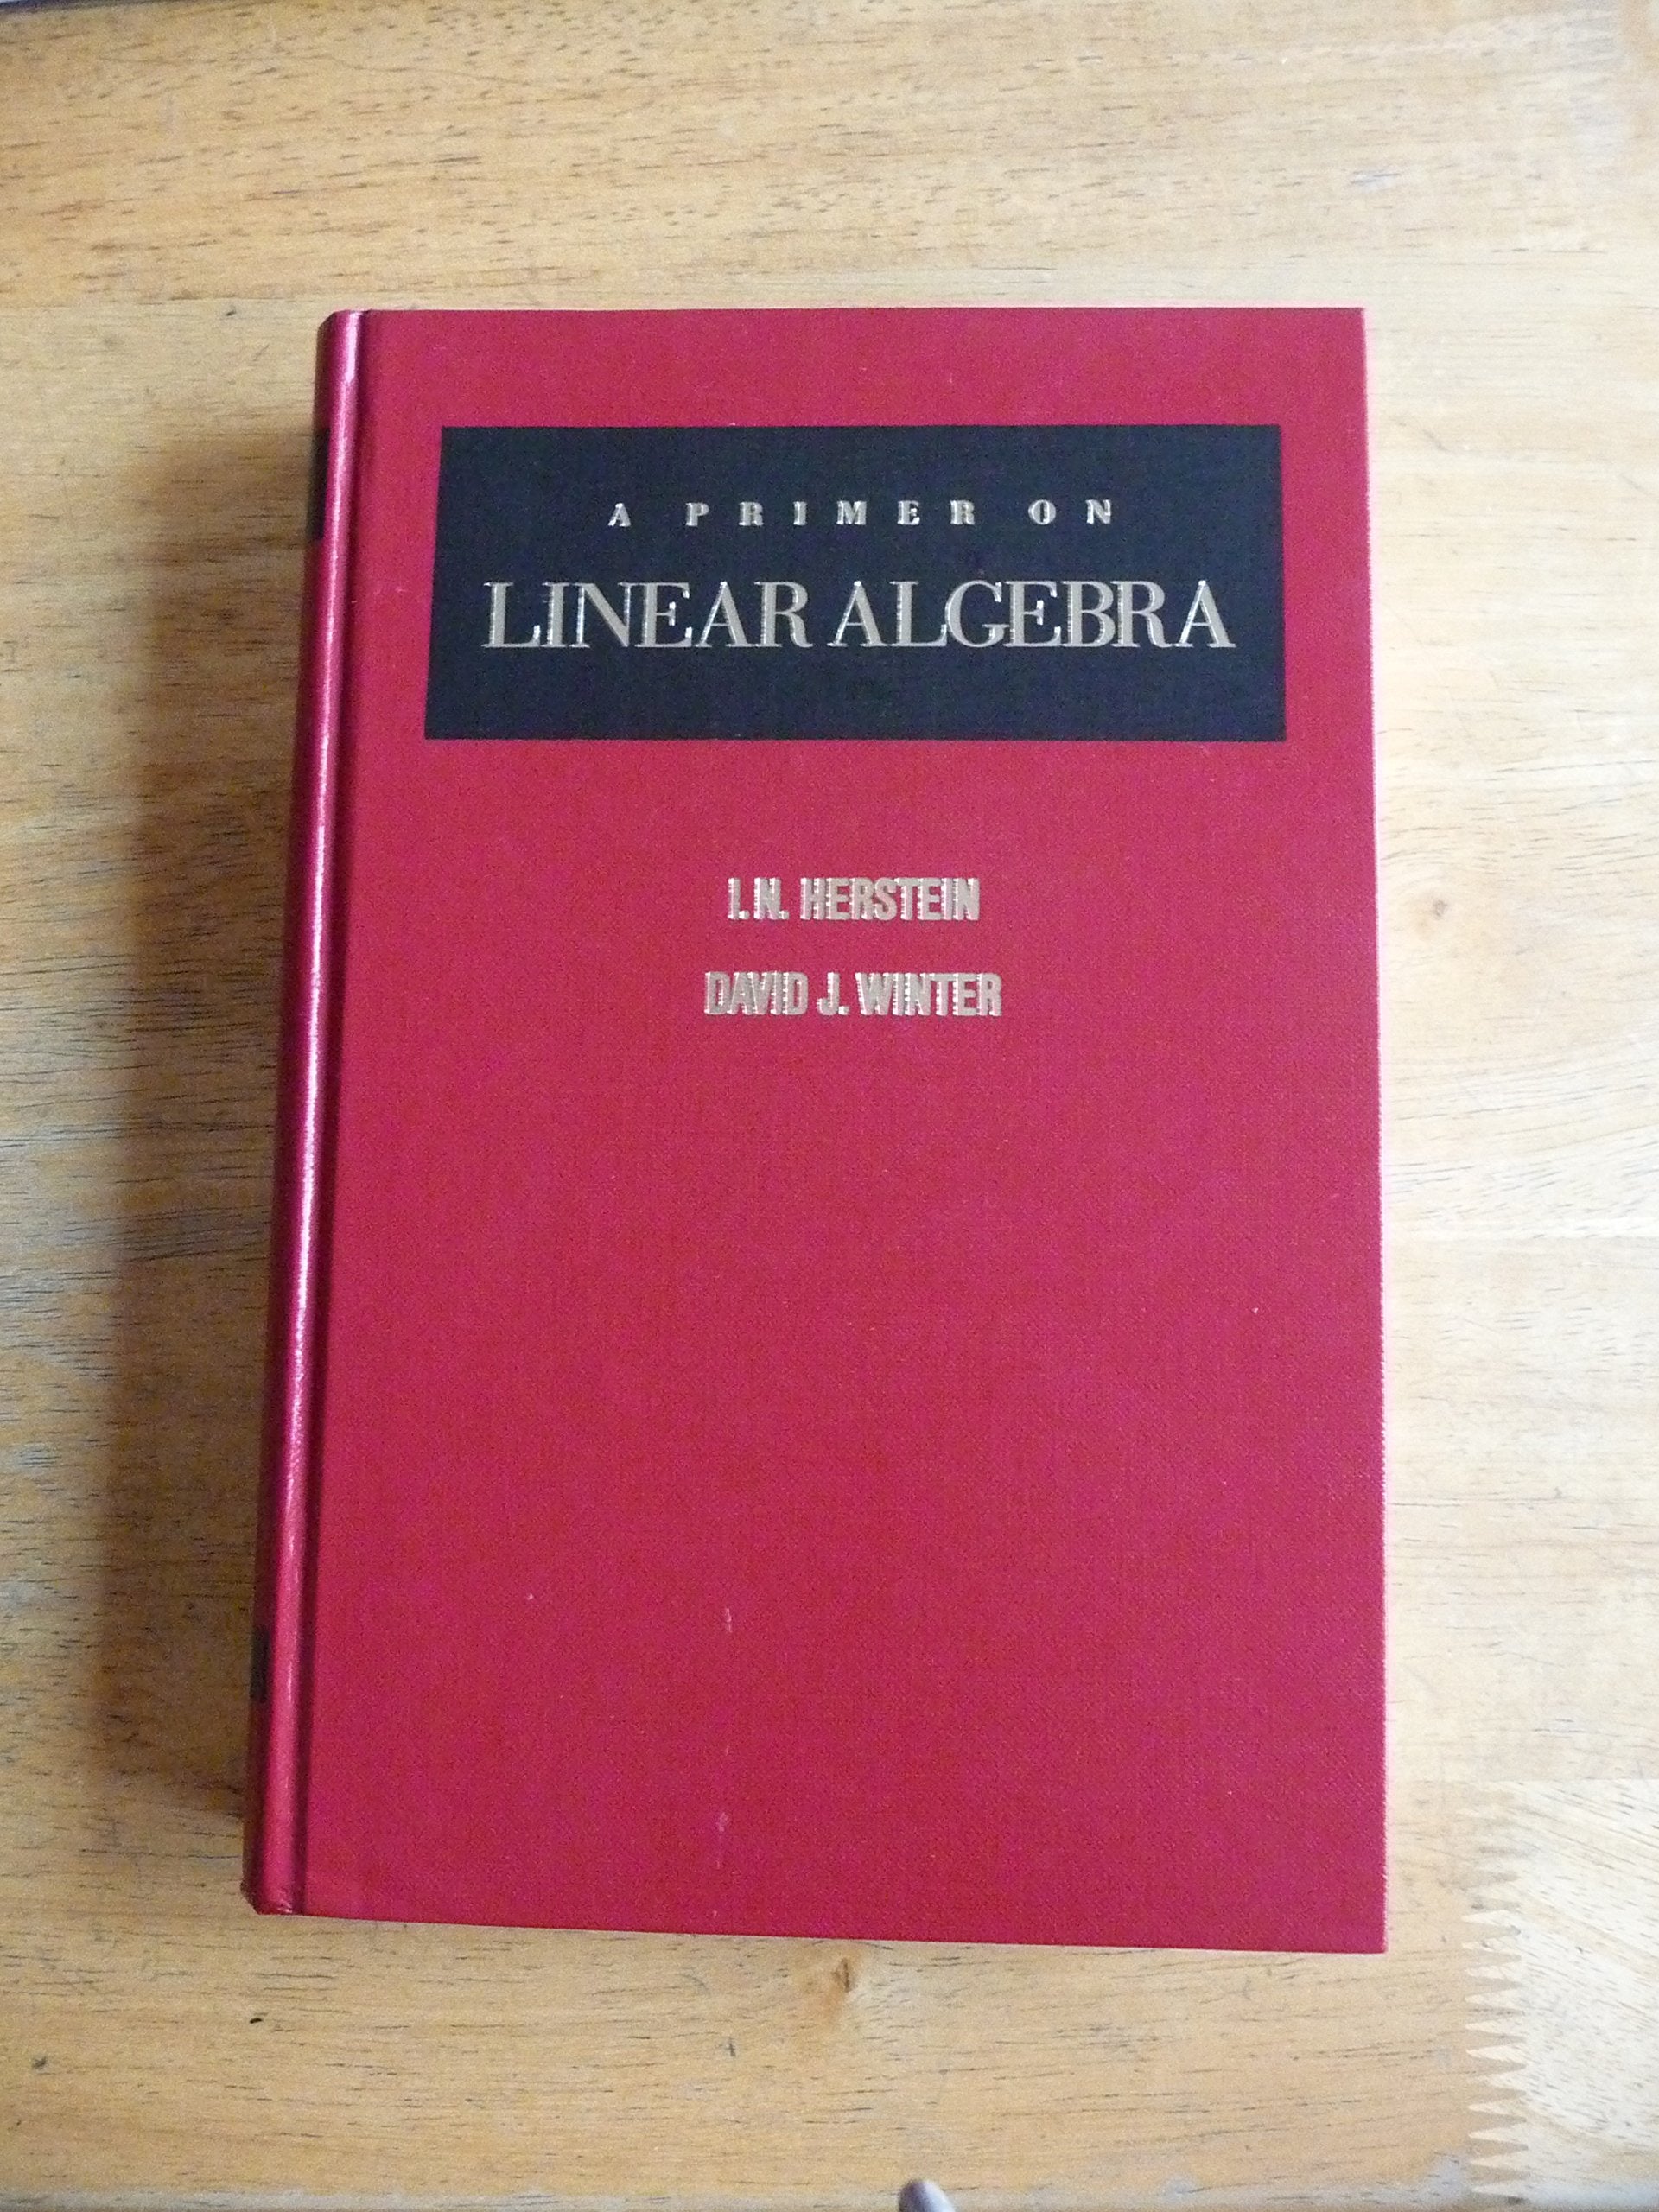 A PRIMER ON
LINEAR ALGEBRA
I. N. HERSTEIN
DAVID J. WINTER